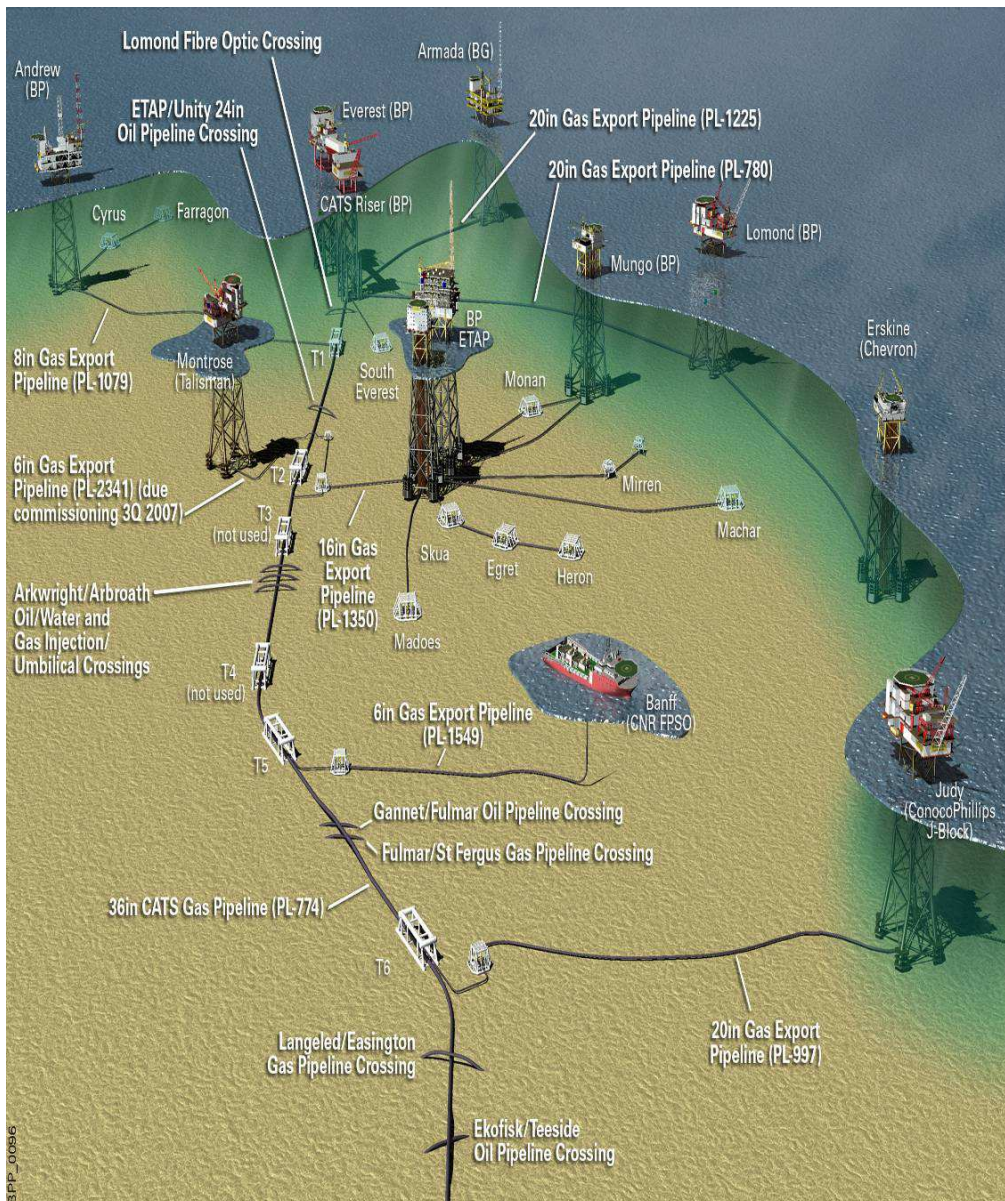 Lomond Fibre Optic Crossing
Armada (BG)
Andrew
(BP)
ETAP/Unity 24in
Oil Pipeline Crossing
Everest (BP)
20in Gas Export Pipeline (PL-1225)
20in Gas Export Pipeline (PL-780)
CATS Riser (BP)
Cyrus
Farragon
Lomond (BP)
Mungo (BP)
BP
ETAP
Erskine
(Chevron)
8in Gas Export
Pipeline (PL-1079)
Montrose
(Talisman)
T1
South
Everest
Monan
6in Gas Export
Pipeline (PL-2341) (due
commissioning 3Q 2007)
T2
T3
(not used)
Mirren
Machar
16in Gas
Export
Pipeline
(PL-1350)
Skua
Egret
Heron
Arkwright/Arbroath
Oil/Water and
Gas Injection/
Umbilical Crossings
Madoes
T4
(not used)
Banff
(CNR FPSO)
6in Gas Export Pipeline
(PL-1549)
T5
Judy
(ConocoPhillips
J-Block)
Gannet/Fulmar Oil Pipeline Crossing
Fulmar/St Fergus Gas Pipeline Crossing
36in CATS Gas Pipeline (PL-774)
T6
20in Gas Export
Pipeline (PL-997)
Langeled/Easington
Gas Pipeline Crossing
Ekofisk/Teeside
Oil Pipeline Crossing
BPP_0096